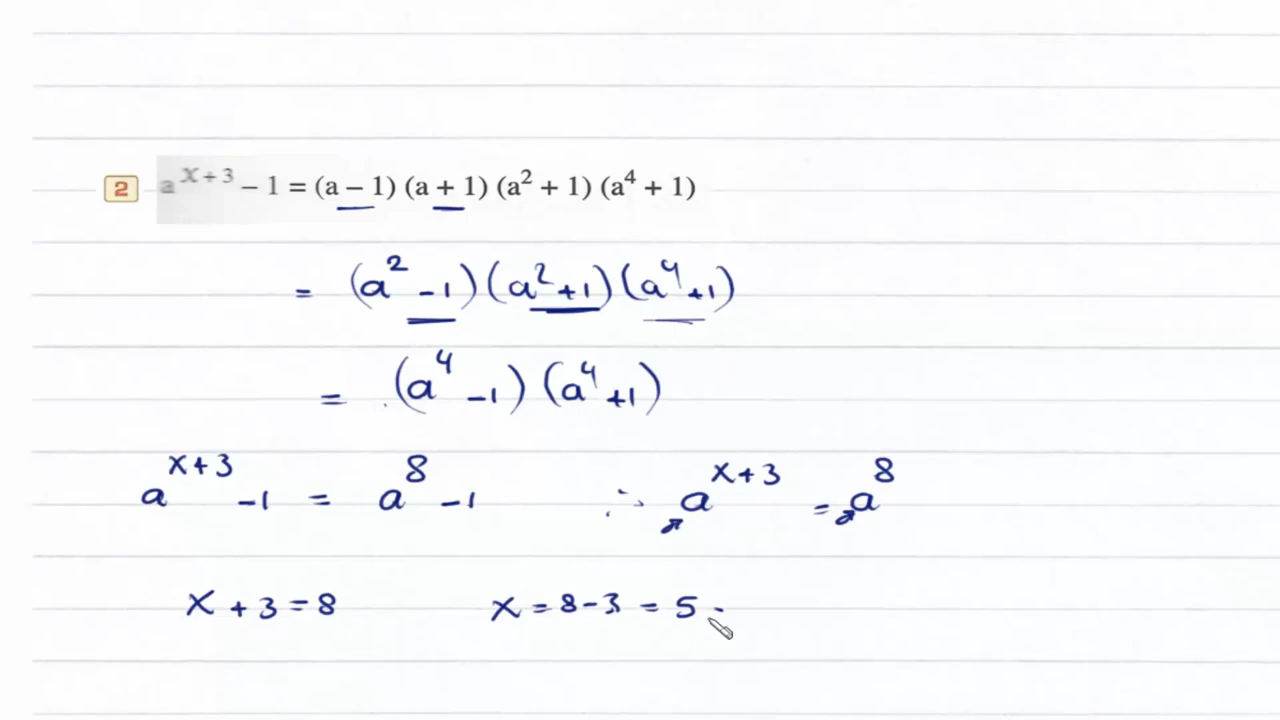 2 a^{x+3} – 1 = (a – 1) (a + 1) (a² + 1) (a⁴ + 1)
= (a² -1)(a² +1)(a⁴ +1)
= (a⁴ -1) (a⁴ +1)
a^{x+3} -1 = a⁸ -1 ∴ a^{x+3} = a⁸
x + 3 = 8 x = 8 - 3 = 5